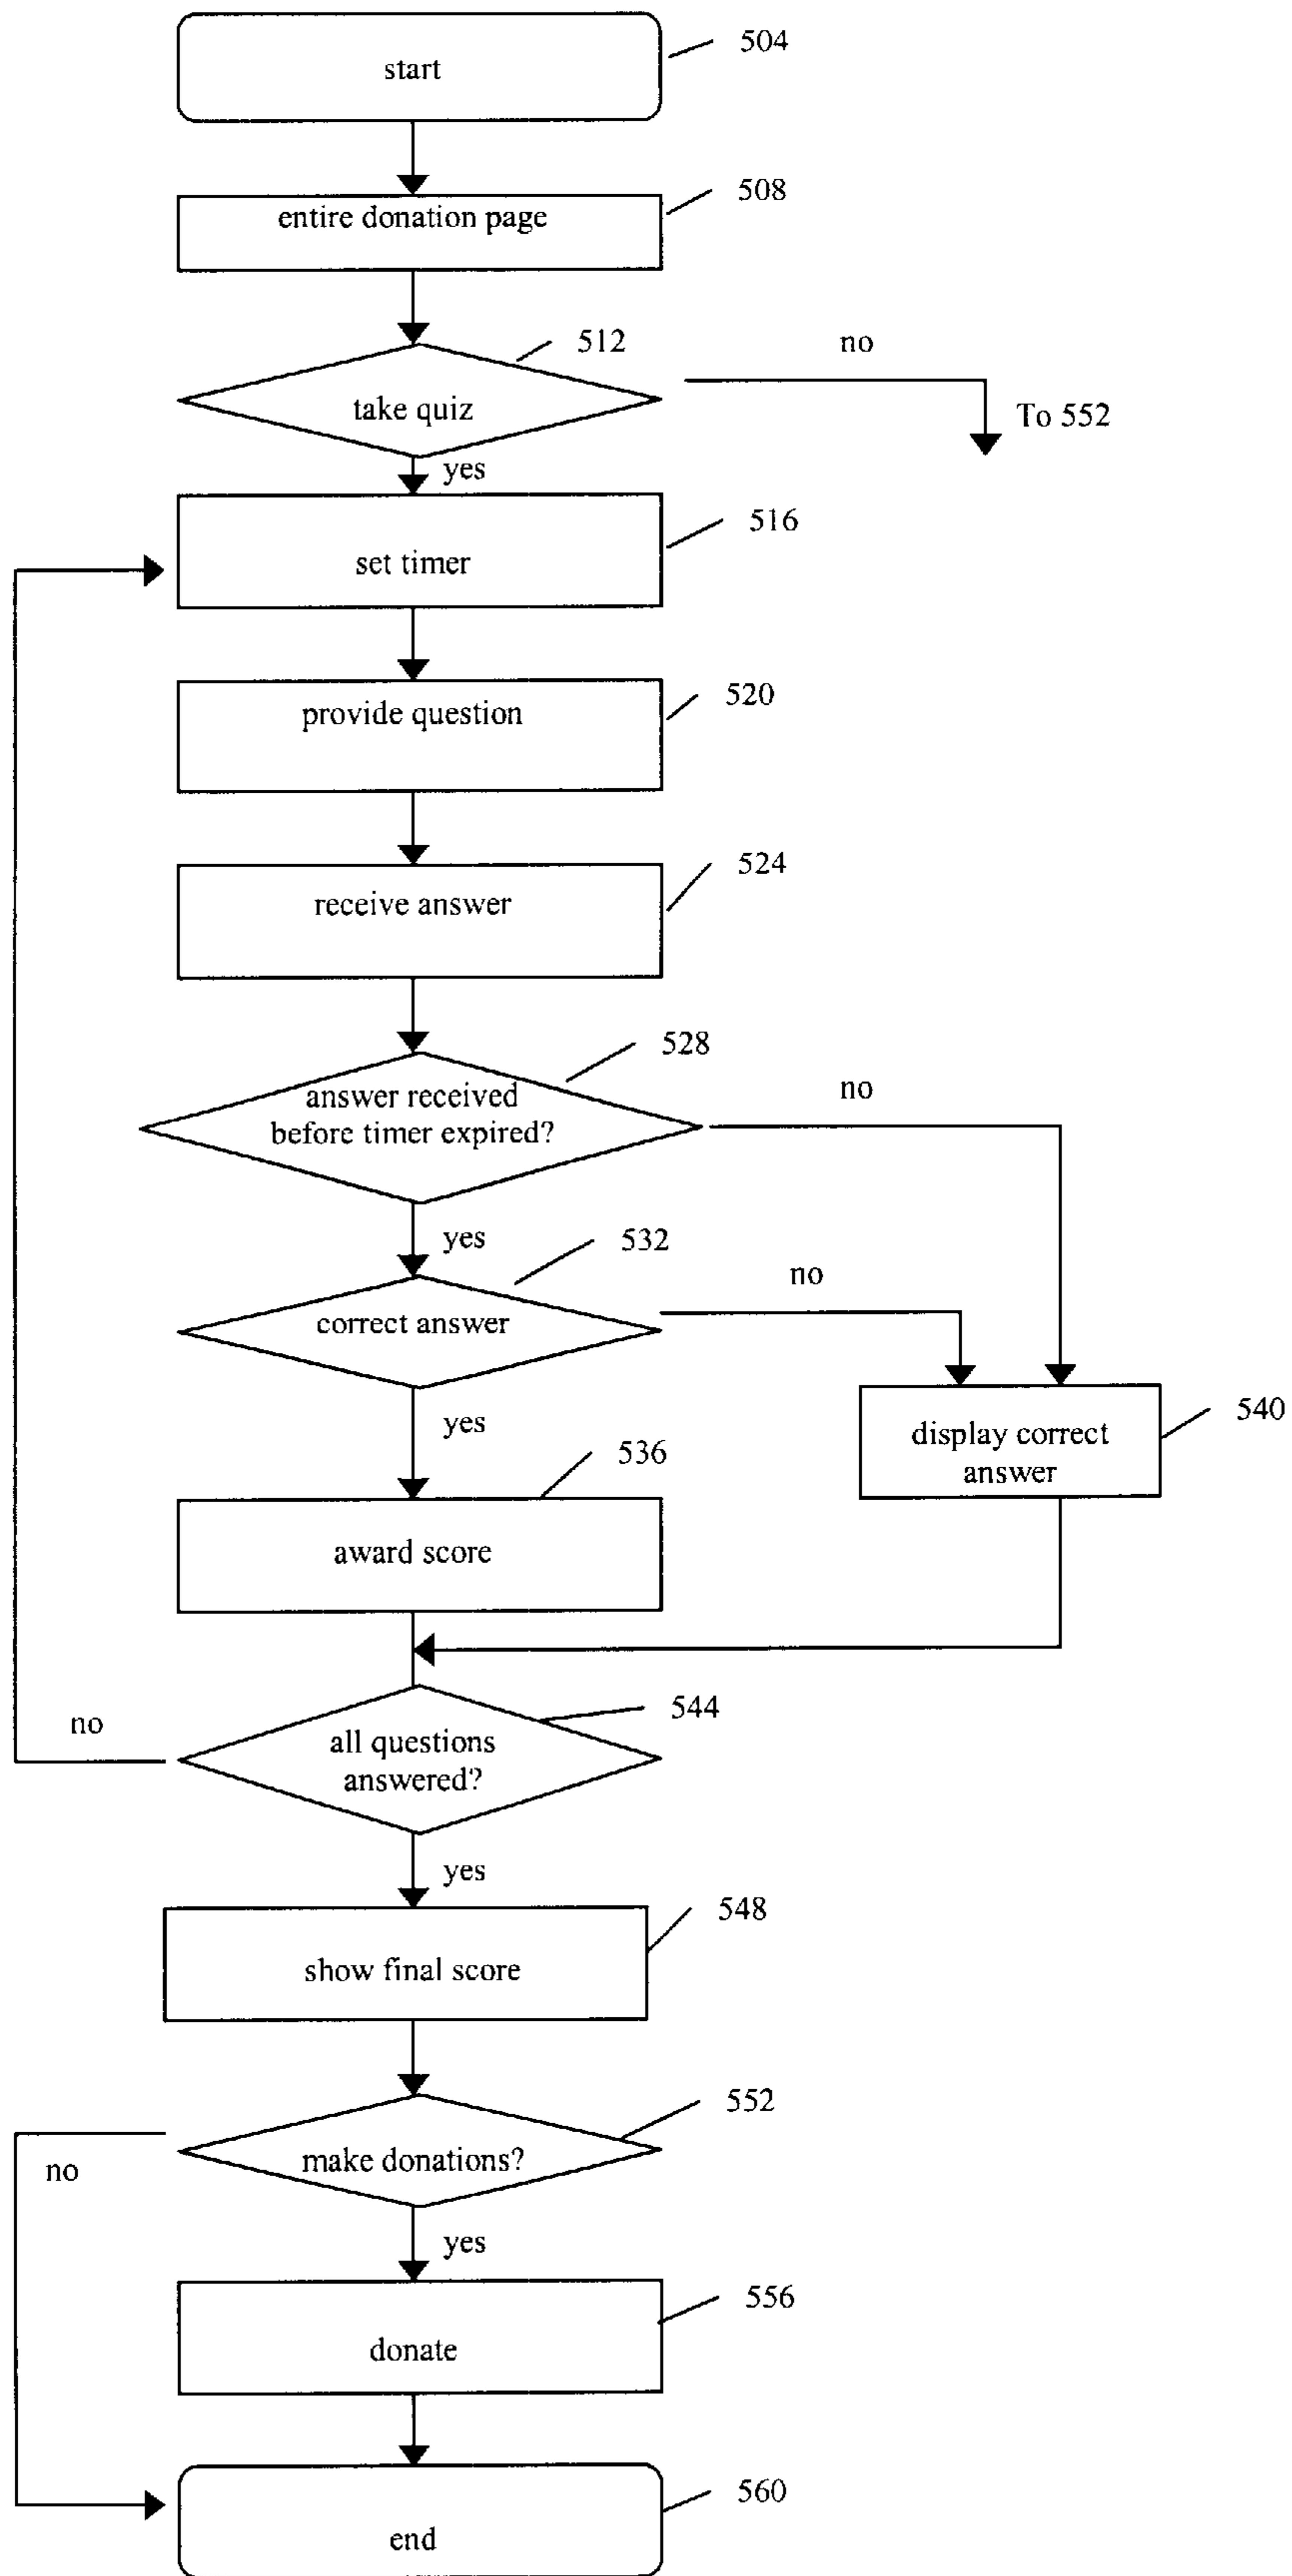 start
504
entire donation page
508
512
no
take quiz
To 552
yes
516
set timer
520
provide question
524
receive answer
528
answer received
before timer expired?
no
yes
532
no
correct answer
yes
540
display correct
answer
536
award score
544
no
all questions
answered?
yes
548
show final score
552
make donations?
no
yes
556
donate
560
end